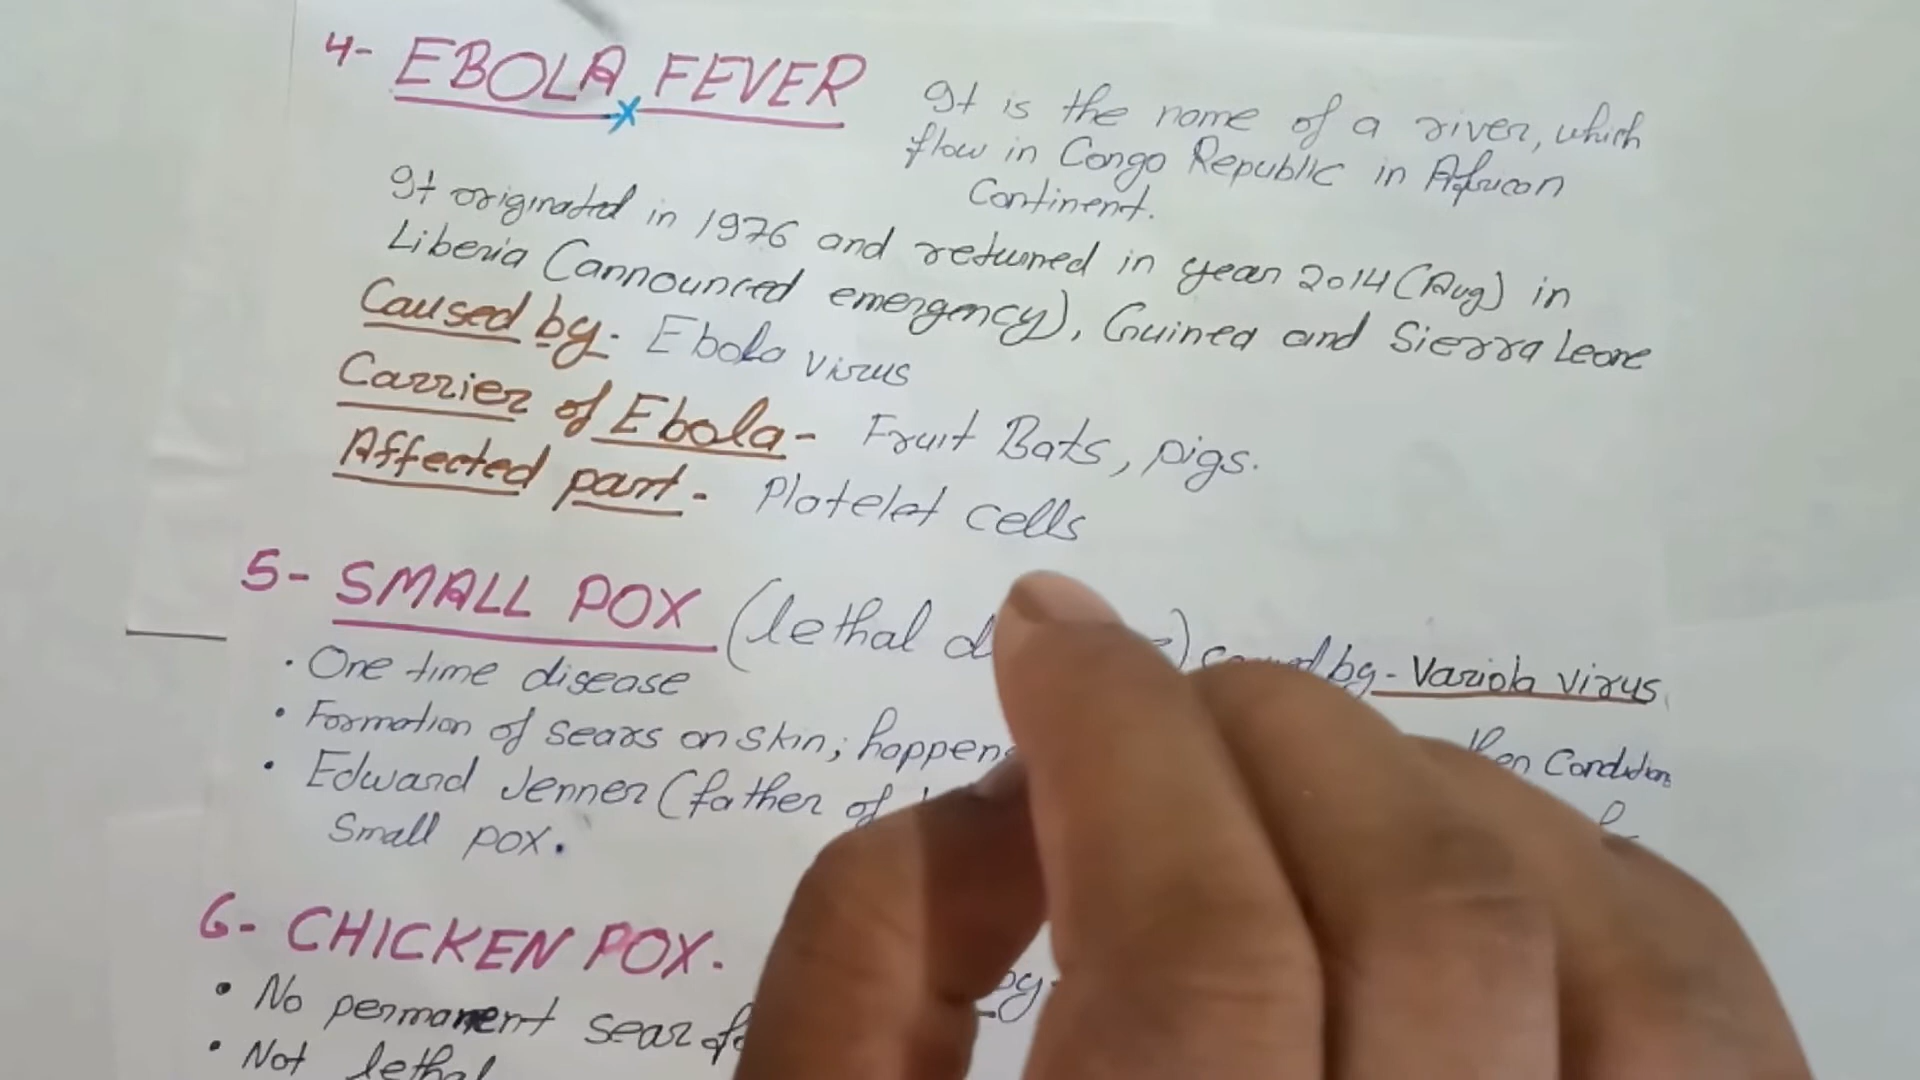 4- EBOLA FEVER
It is the name of a river, which
flow in Congo Republic in African
Continent.
It originated in 1976 and returned in year 2014 (Aug) in
Liberia (announced emergency), Guinea and Sierra Leone
Caused by- Ebola virus
Carrier of Ebola- Fruit Bats, pigs.
Affected part- Platelet cells
5- SMALL POX (lethal by- Variola virus
• One time disease
• Formation of scars on skin; happens Condition
• Edward Jenner (father of
Small pox.
6- CHICKEN POX.
• No permanent scar
• Not lethal